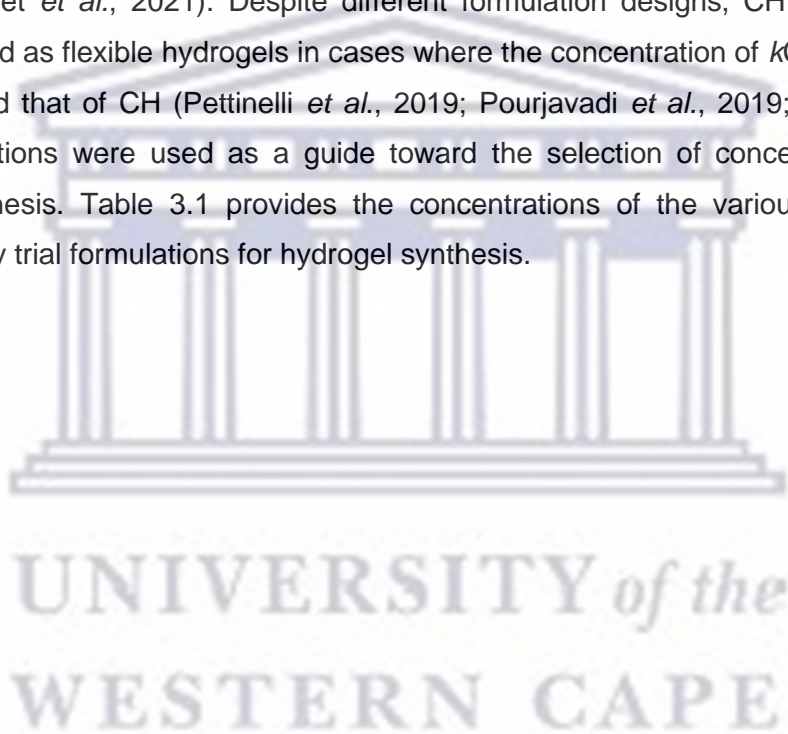 et al., 2021). Despite different formulation designs, CH
d as flexible hydrogels in cases where the concentration of k
d that of CH (Pettinelli et al., 2019; Pourjavadi et al., 2019;
tions were used as a guide toward the selection of conce
nesis. Table 3.1 provides the concentrations of the variou
y trial formulations for hydrogel synthesis.
UNIVERSITY of the
WESTERN CAPE